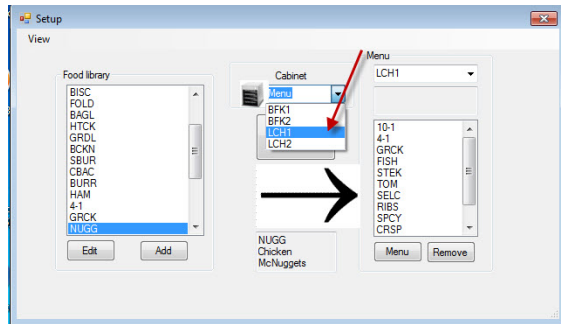 Setup
View
Food library
BISC
FOLD
BAGL
HTCK
GRDL
BCKN
SBUR
CBAC
BURR
HAM
4-1
GRCK
NUGG
Edit
Add
Cabinet
Menu
BFK1
BFK2
LCH1
LCH2
NUGG
Chicken
McNuggets
Menu
LCH1
10-1
4-1
GRCK
FISH
STEK
TOM
SELC
RIBS
SPCY
CRSP
Menu
Remove